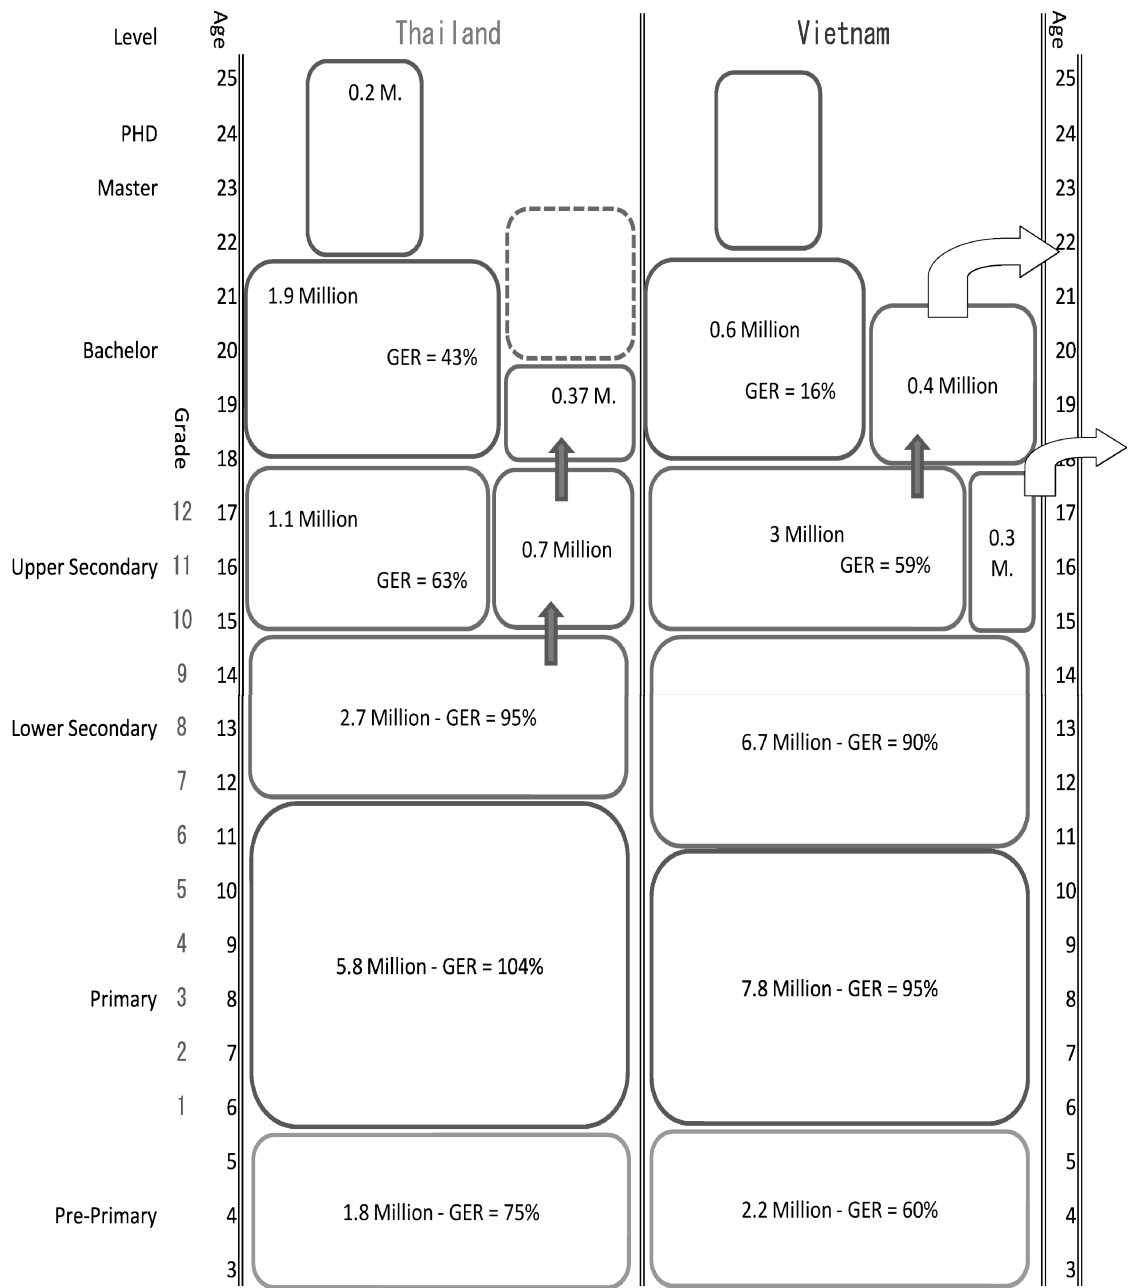 Level Age Thailand Vietnam Age
25 0.2 M. 25
PHD 24 24
Master 23 23
22 22
21 1.9 Million 21
0.6 Million
Bachelor 20 GER = 43% 20
0.4 Million
GER = 16%
19 0.37 M. 19
Grade
18 18
12 17 1.1 Million 17
3 Million 0.3
0.7 Million
Upper Secondary 11 16 GER = 59% M. 16
GER = 63%
10 15 15
9 14 14
2.7 Million - GER = 95%
Lower Secondary 8 13 13
6.7 Million - GER = 90%
7 12 12
6 11 11
5 10 10
4 9 9
5.8 Million - GER = 104%
7.8 Million - GER = 95%
Primary 3 8 8
2 7 7
1 6 6
5 5
1.8 Million - GER = 75% 2.2 Million - GER = 60%
Pre-Primary 4 4
3 3